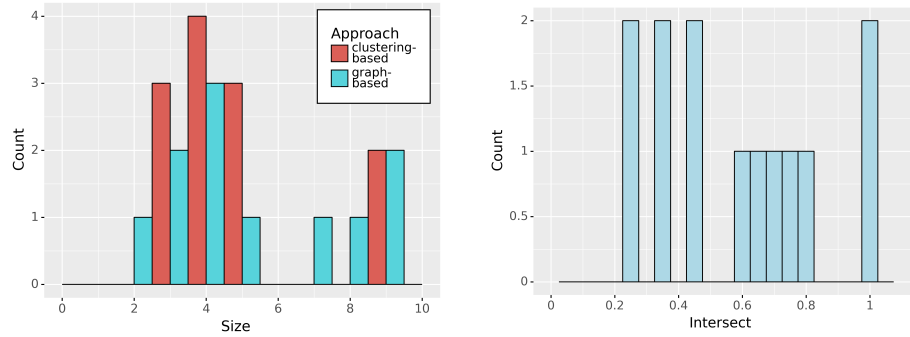 4
3
2
1
0
Count
0
2
4
6
8
10
Size
Approach
clustering-
based
graph-
based
2
1.5
1
0.5
0
Count
0
0.2
0.4
0.6
0.8
1
Intersect